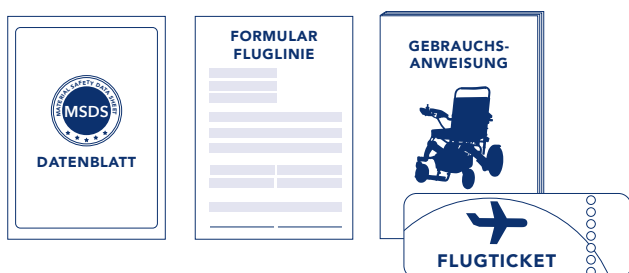 MATERIAL SAFETY DATA SHEET
MSDS
DATENBLATT
FORMULAR
FLUGLINIE
GEBRAUCHS-
ANWEISUNG
FLUGTICKET